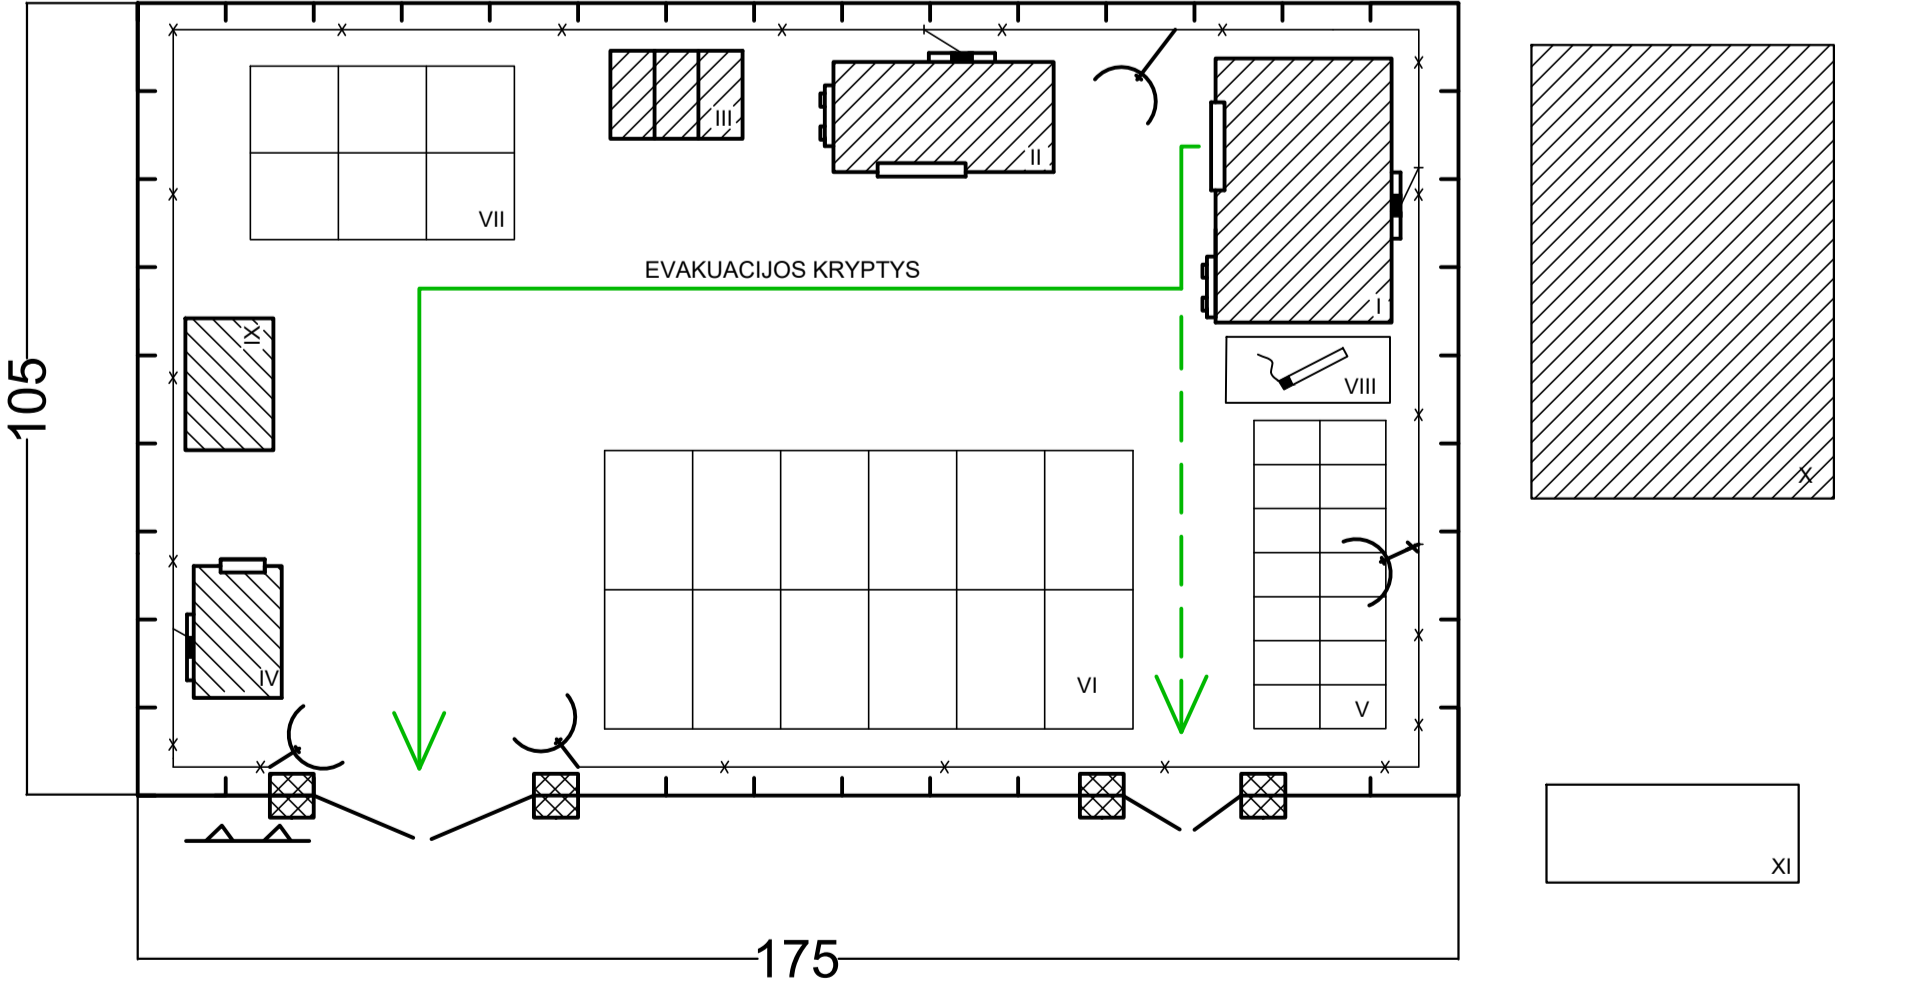 III
II
VII
I
EVAKUACIJOS KRYPTYS
IX
VIII
105
X
IV
VI
V
XI
175